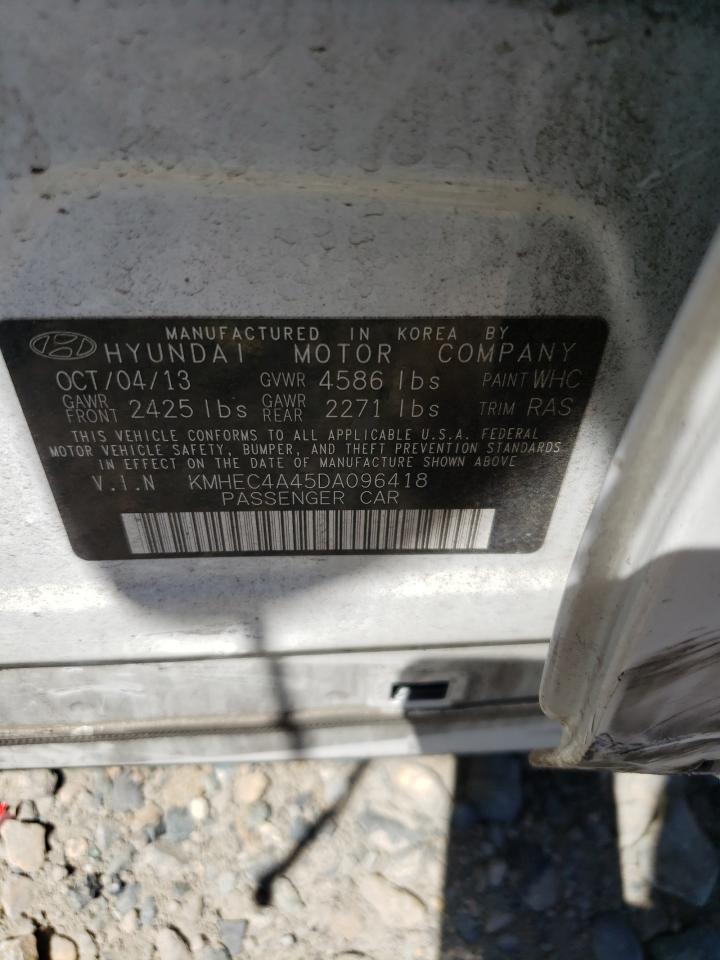 MANUFACTURED IN KOREA BY
HYUNDAI MOTOR COMPANY
OCT/04/13 GVWR 4586 lbs PAINT WHC
GAWR FRONT 2425 lbs GAWR REAR 2271 lbs TRIM RAS
THIS VEHICLE CONFORMS TO ALL APPLICABLE U.S.A. FEDERAL
MOTOR VEHICLE SAFETY, BUMPER, AND THEFT PREVENTION STANDARDS
IN EFFECT ON THE DATE OF MANUFACTURE SHOWN ABOVE
V.I.N KMHEC4A45DA096418
PASSENGER CAR